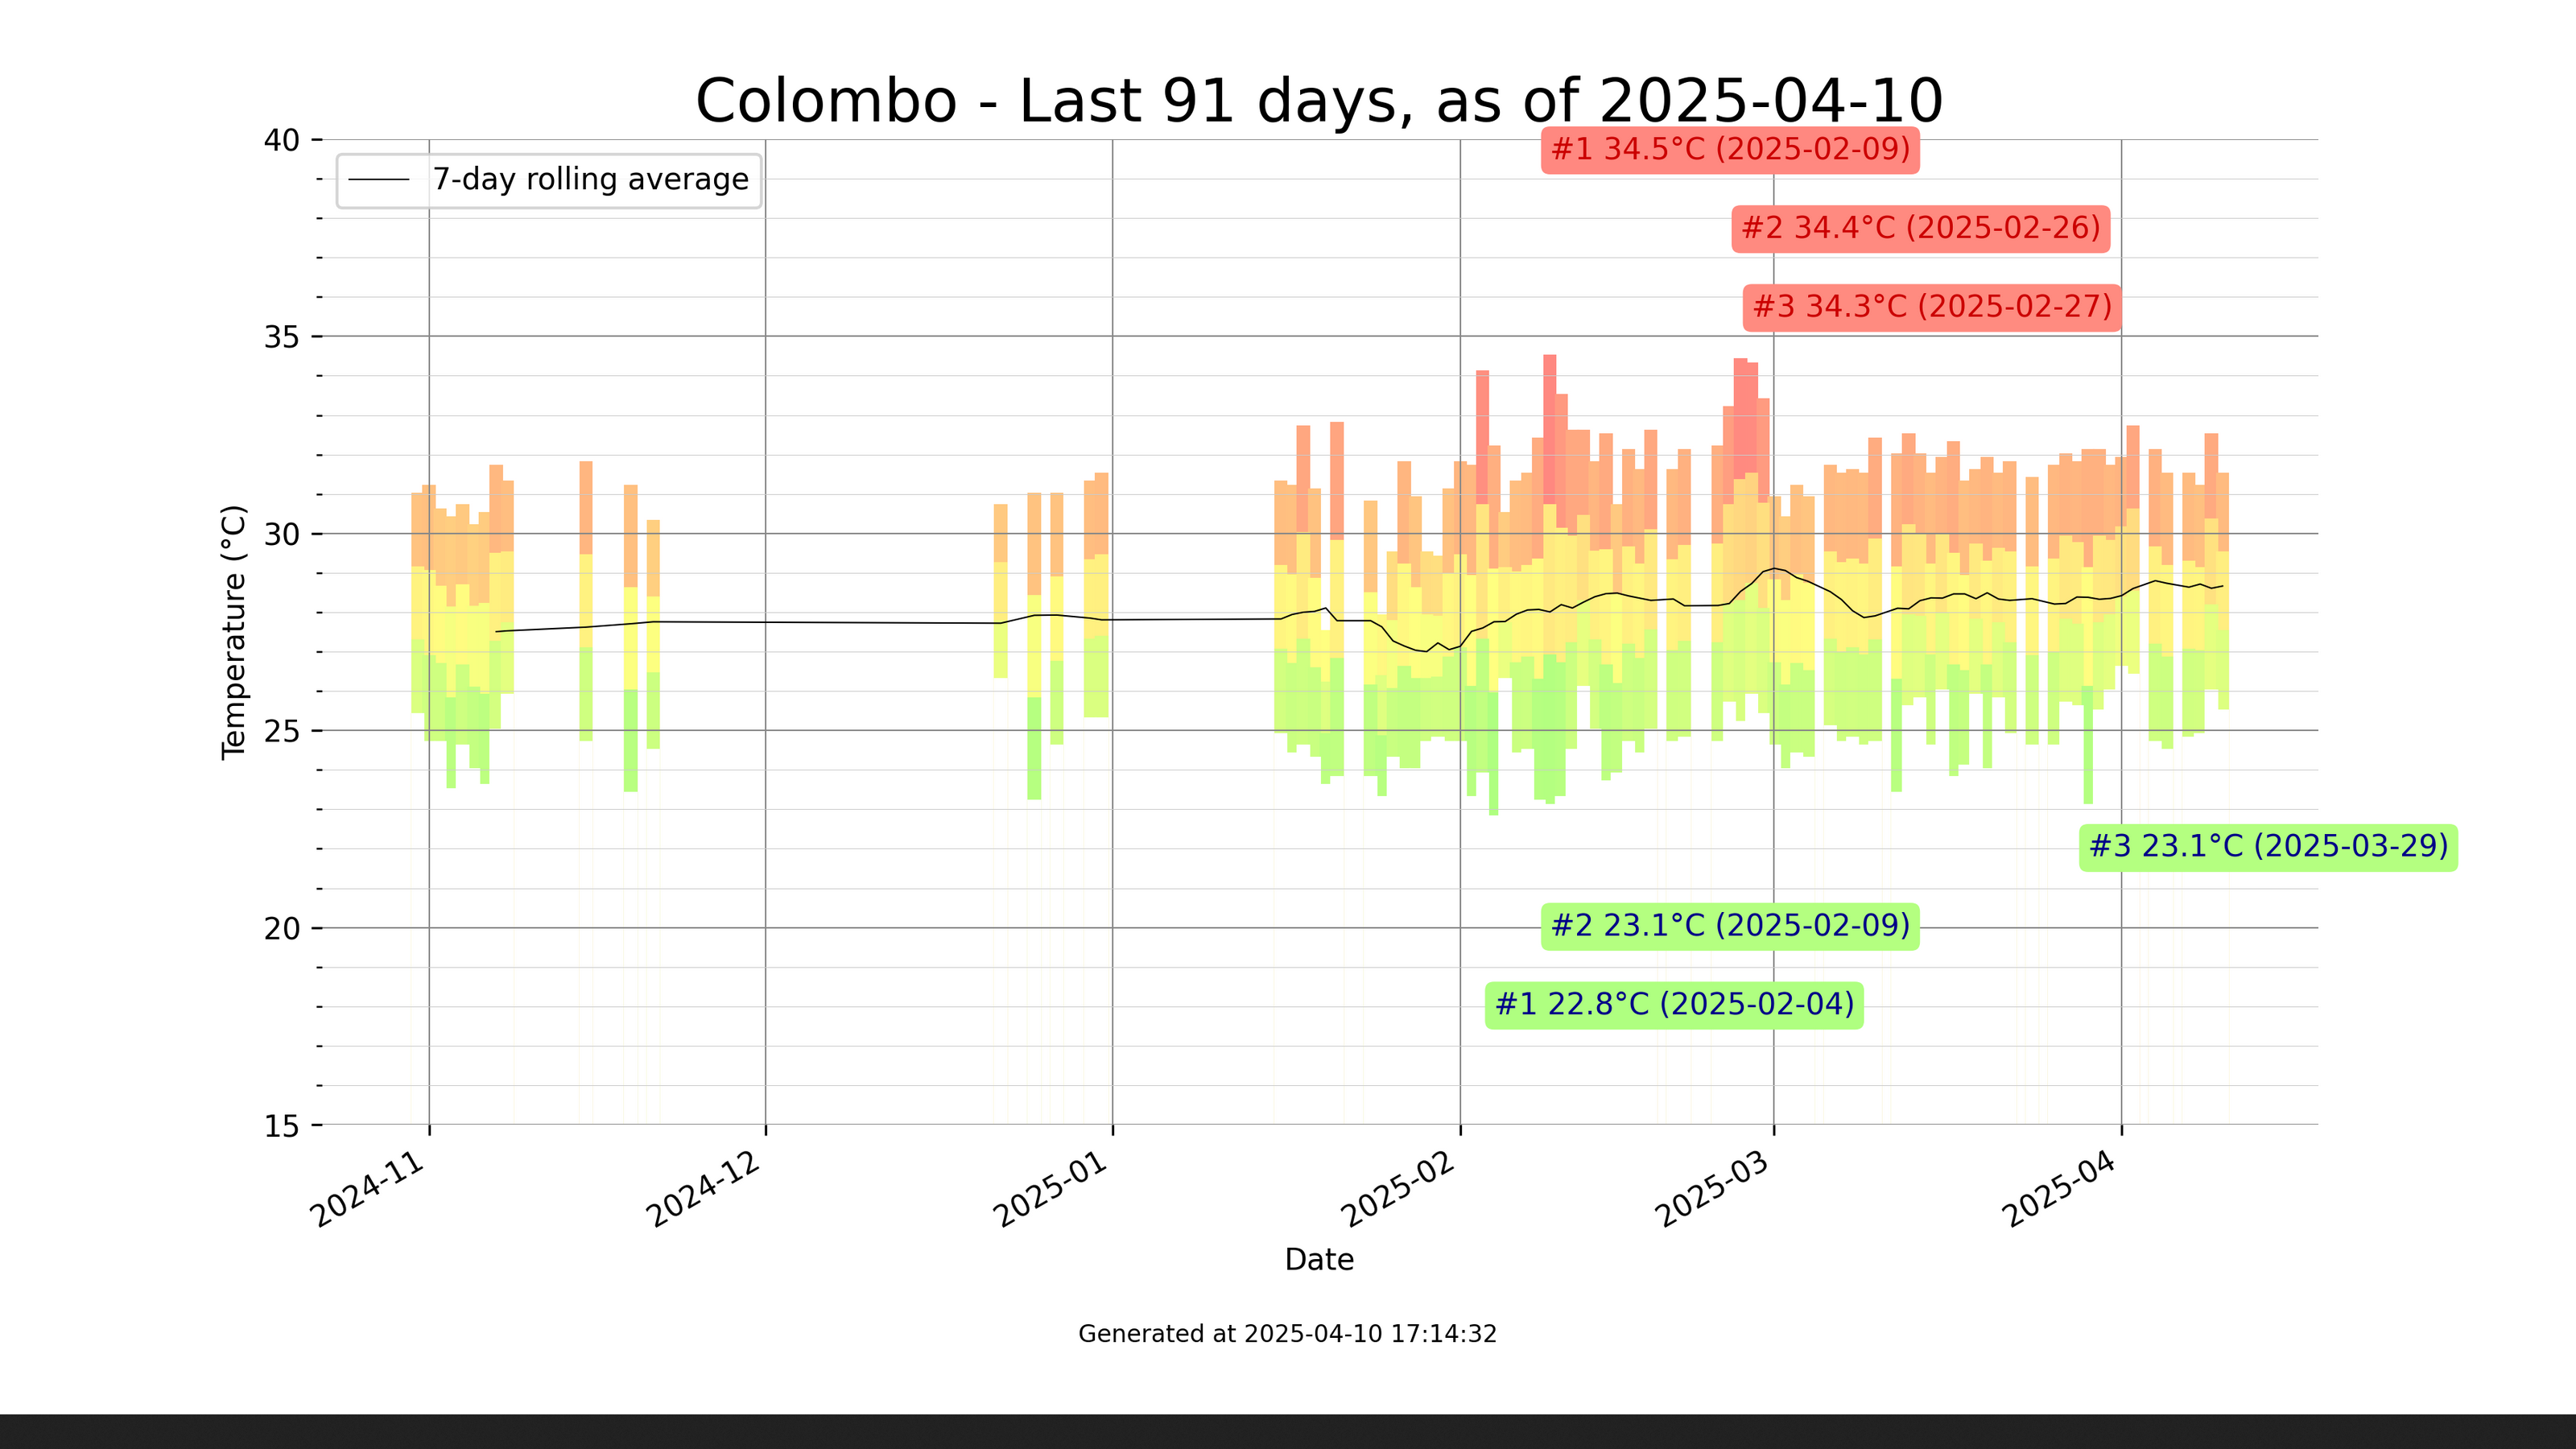 Colombo - Last 91 days, as of 2025-04-10
40
35
30
25
20
15
Temperature (°C)
7-day rolling average
#1 34.5°C (2025-02-09)
#2 34.4°C (2025-02-26)
#3 34.3°C (2025-02-27)
#3 23.1°C (2025-03-29)
#2 23.1°C (2025-02-09)
#1 22.8°C (2025-02-04)
2024-11
2024-12
2025-01
2025-02
2025-03
2025-04
Date
Generated at 2025-04-10 17:14:32